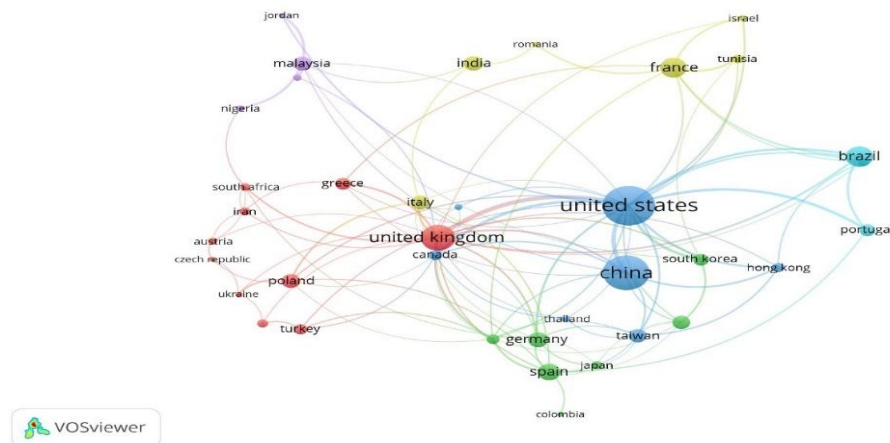 jordan
israel
romania
malaysia
india
france
tunisia
nigeria
brazil
south africa
greece
iran
italy
united states
portuga
united kingdom
austria
canada
czech republic
south korea
hong kong
china
poland
ukraine
thailand
turkey
germany
taiwan
japan
spain
colombia
VOSviewer